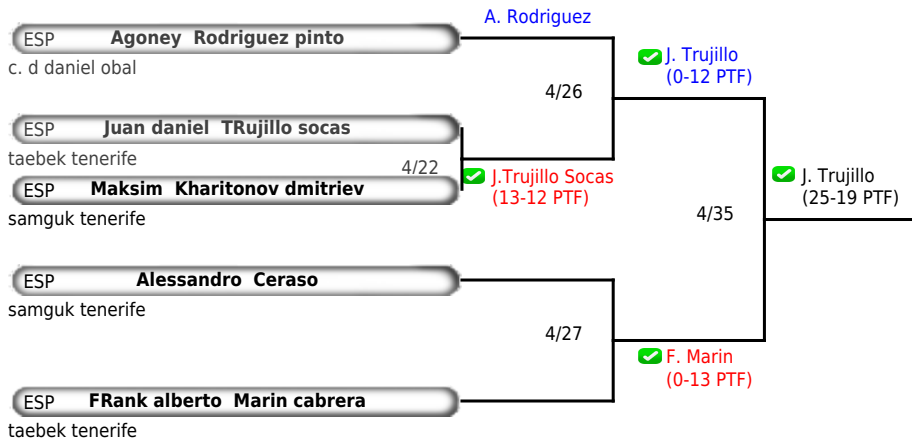 A. Rodriguez
ESP Agoney Rodriguez pinto
c. d daniel obal
J. Trujillo
(0-12 PTF)
4/26
ESP Juan daniel TRujillo socas
taebek tenerife
4/22
J.Trujillo Socas
(13-12 PTF)
ESP Maksim Kharitonov dmitriev
samguk tenerife
J. Trujillo
(25-19 PTF)
4/35
ESP Alessandro Ceraso
samguk tenerife
4/27
F. Marin
(0-13 PTF)
ESP FRank alberto Marin cabrera
taebek tenerife